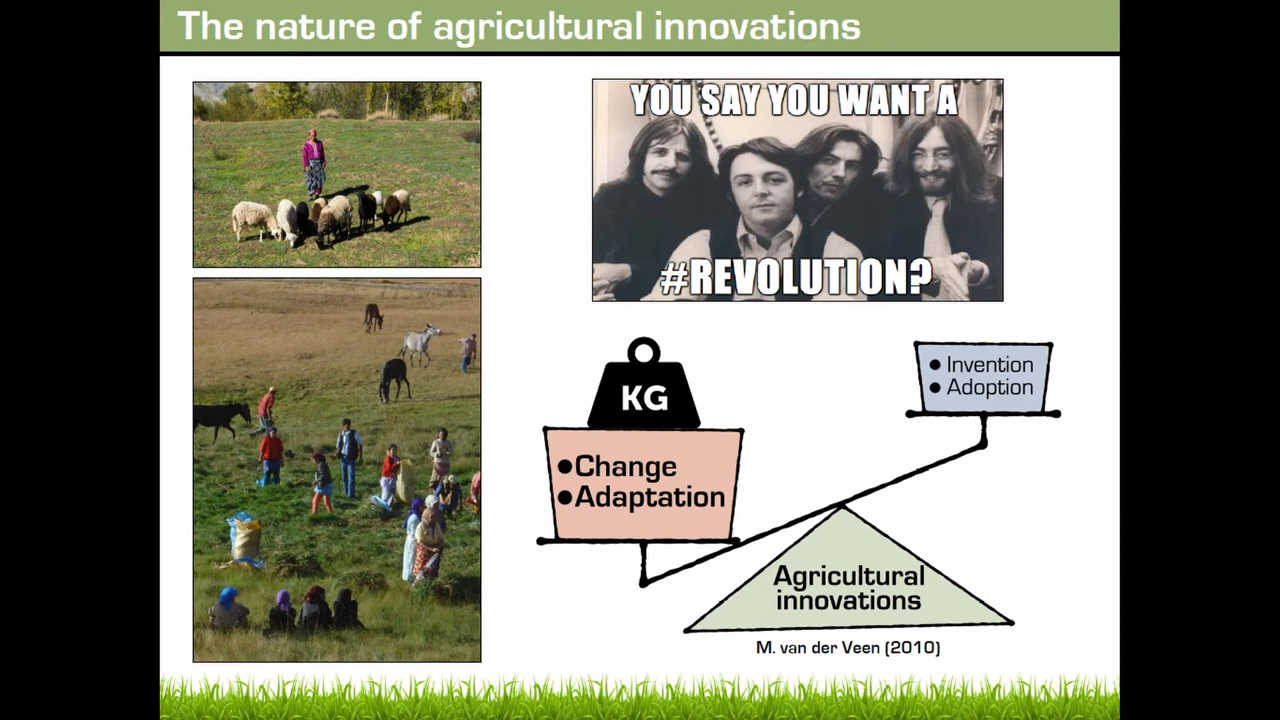 The nature of agricultural innovations
YOU SAY YOU WANT A
#REVOLUTION?
KG
● Change
● Adaptation
● Invention
● Adoption
Agricultural
innovations
M. van der Veen (2010)